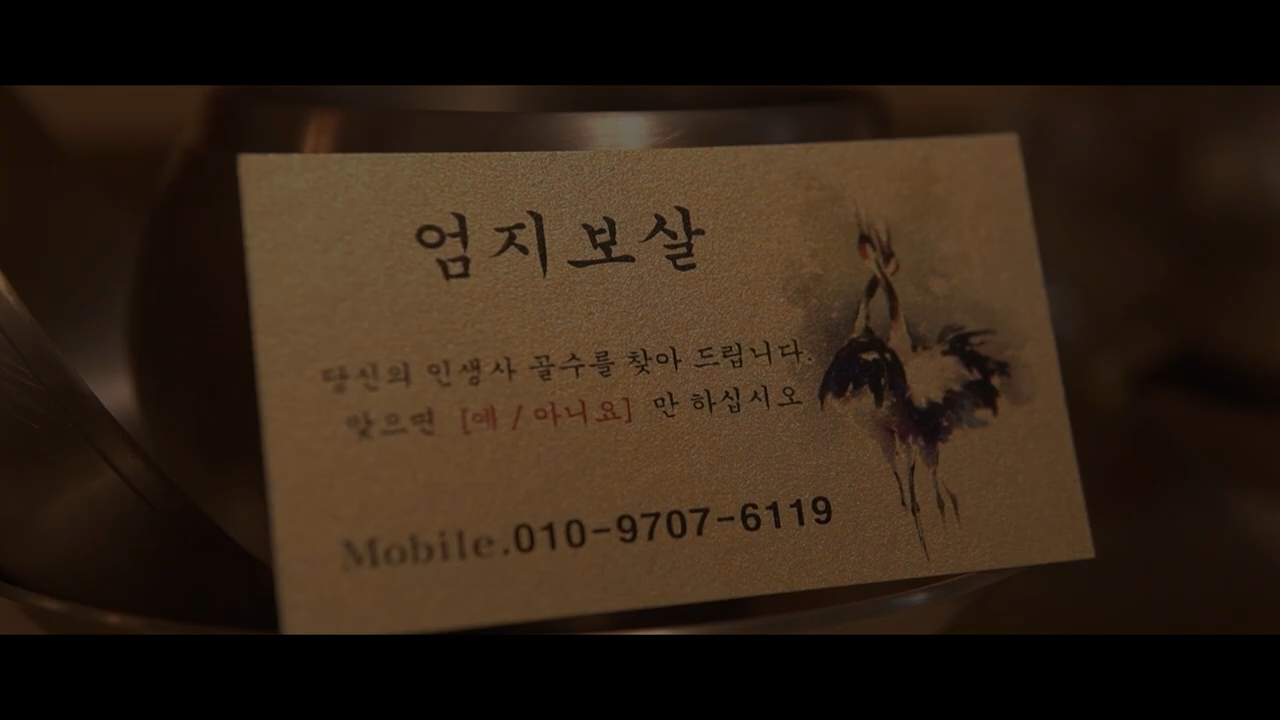 엄지보살
당신의 인생사 꼴수를 찾아 드립니다.
맞으면 [예 / 아니요] 만 하십시오
Mobile.010-9707-6119